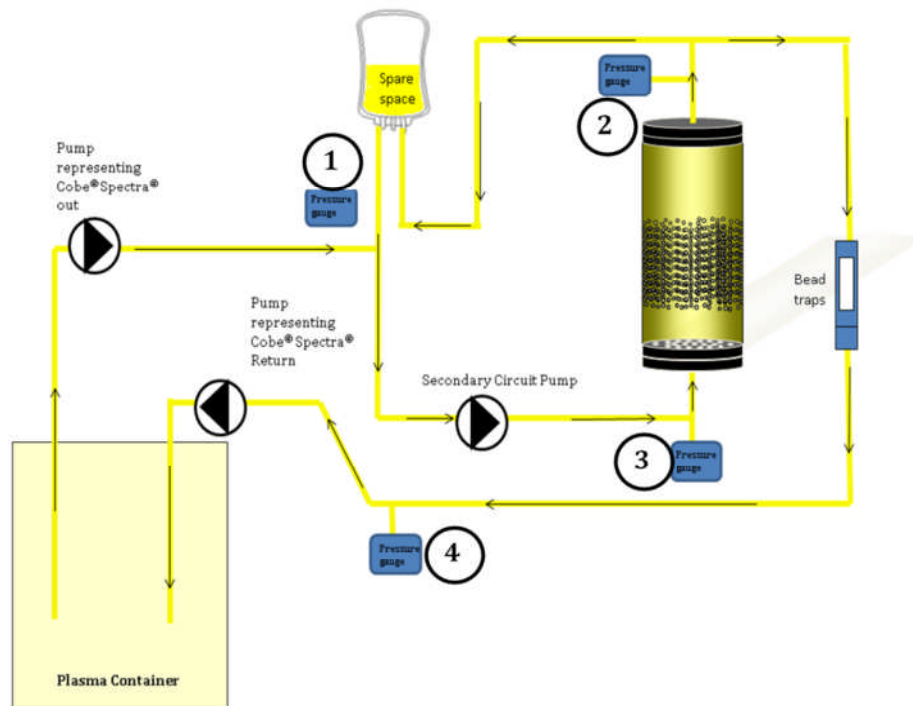 Spare
space
Pressure
gauge
2
1
Pressure
gauge
Pump
representing
Cobe®Spectra®
out
Pump
representing
Cobe®Spectra®
Return
Bead
traps
Secondary Circuit Pump
3
Pressure
gauge
Pressure
gauge
4
Plasma Container